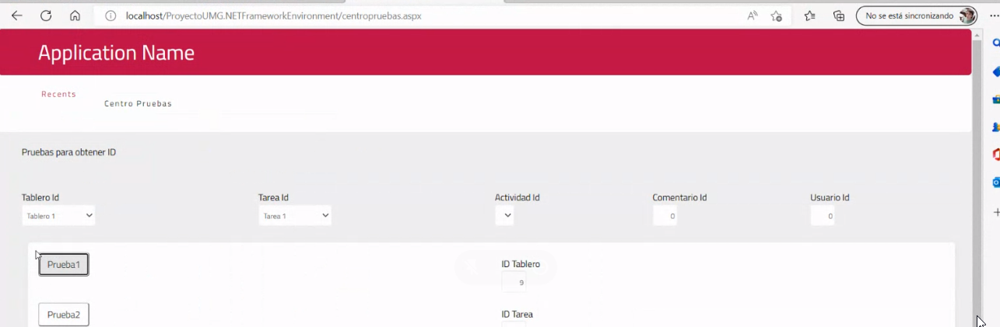 localhost/ProyectoUMG.NETFrameworkEnvironment/centropruebas.aspx
No se está sincronizando
Application Name
Recents
Centro Pruebas
Pruebas para obtener ID
Tablero Id
Tarea Id
Actividad Id
Comentario Id
Usuario Id
Tablero 1
Tarea 1
0
0
Prueba1
ID Tablero
9
Prueba2
ID Tarea